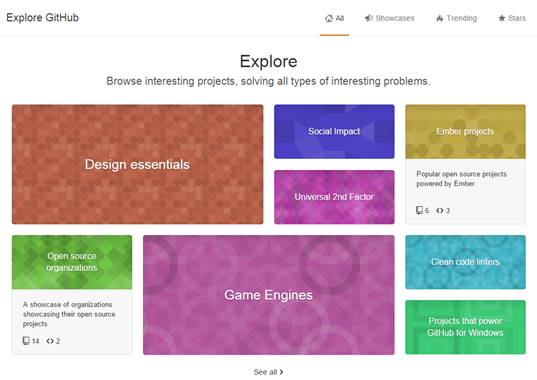 Explore GitHub
All
Showcases
Trending
Stars
Explore
Browse interesting projects, solving all types of interesting problems.
Design essentials
Social Impact
Universal 2nd Factor
Ember projects
Popular open source projects
powered by Ember.
6 3
Open source
organizations
A showcase of organizations
showcasing their open source
projects.
14 2
Game Engines
Clean code linters
Projects that power
GitHub for Windows
See all